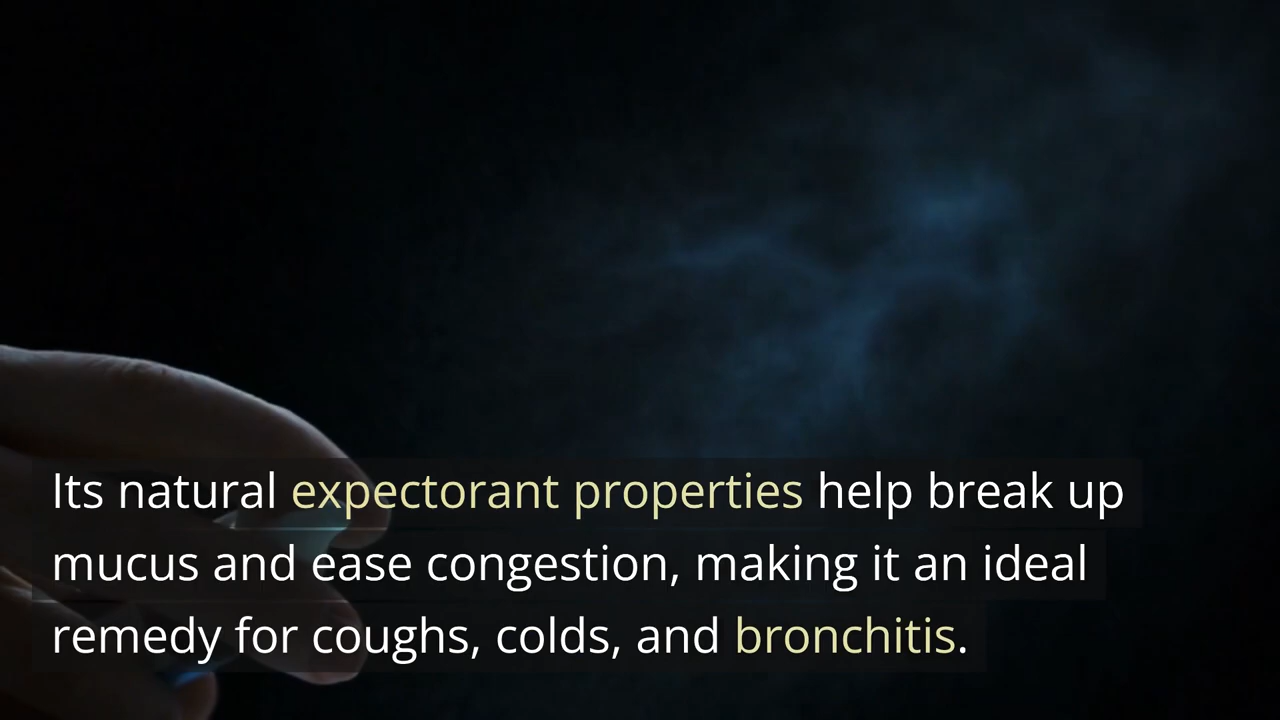 Its natural expectorant properties help break up
mucus and ease congestion, making it an ideal
remedy for coughs, colds, and bronchitis.